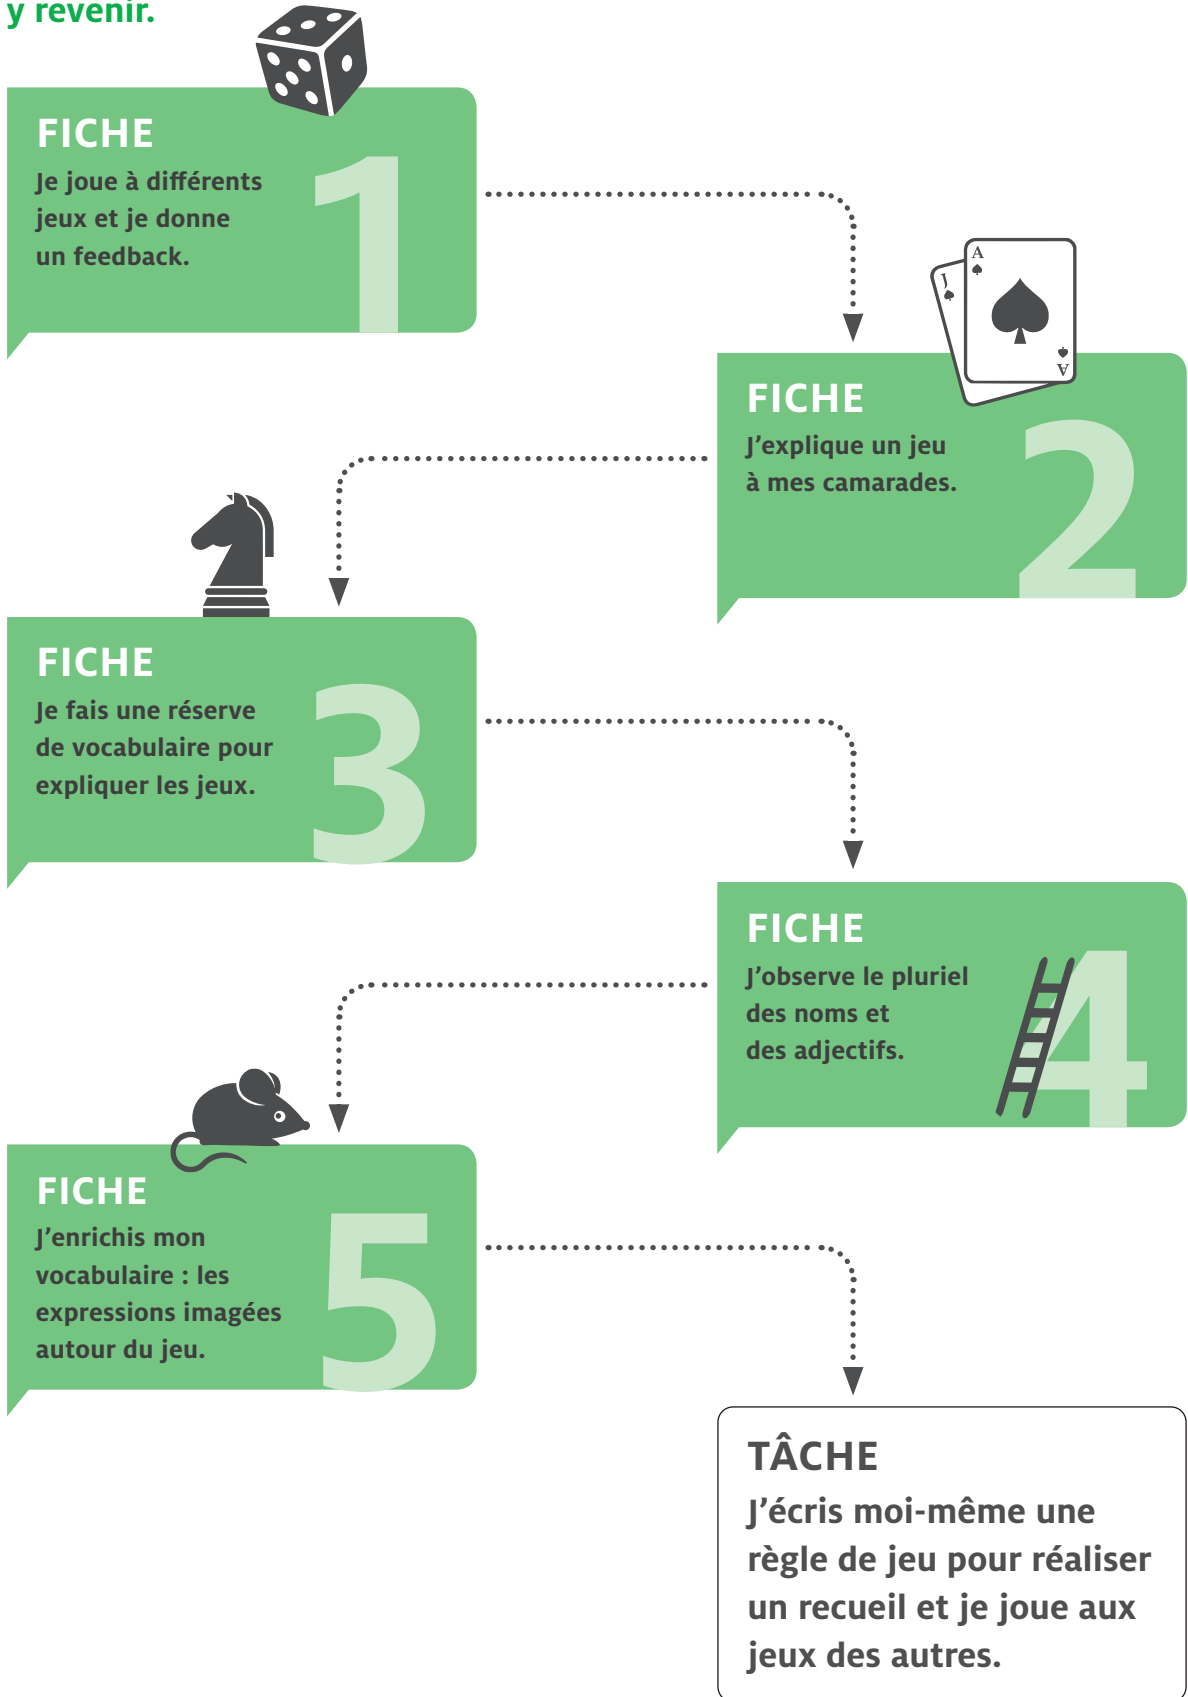 y revenir.
FICHE
1
Je joue à différents
jeux et je donne
un feedback.
A
J
A
FICHE
2
J’explique un jeu
à mes camarades.
FICHE
3
Je fais une réserve
de vocabulaire pour
expliquer les jeux.
FICHE
4
J’observe le pluriel
des noms et
des adjectifs.
FICHE
5
J’enrichis mon
vocabulaire : les
expressions imagées
autour du jeu.
TÂCHE
J’écris moi-même une
règle de jeu pour réaliser
un recueil et je joue aux
jeux des autres.